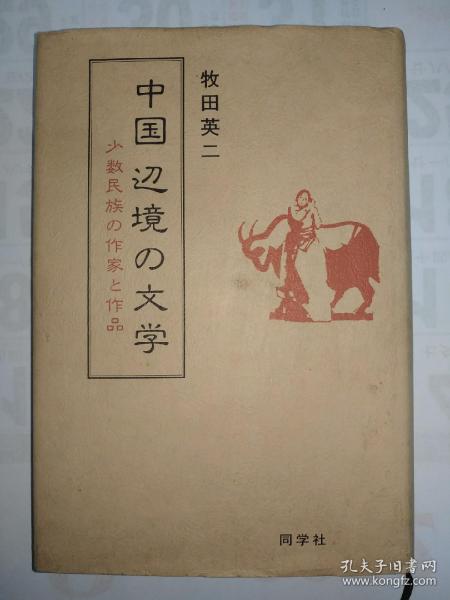 牧田英二
中国辺境の文学
少数民族の作家と作品
同学社
孔夫子旧书网
www.kongfz.com